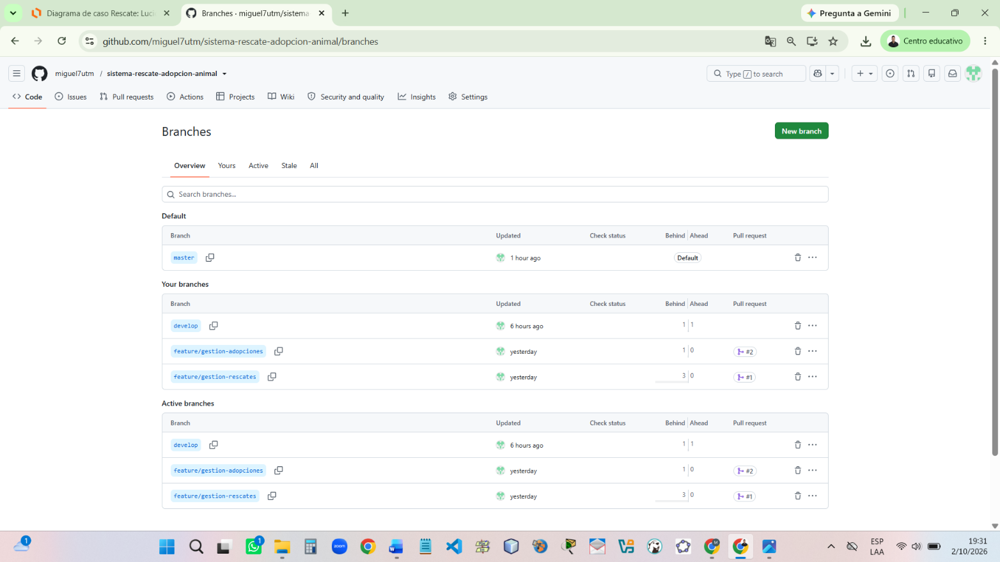 Diagrama de caso Rescate: Luci
Branches · miguel7utm/sistema
Pregunta a Gemini
github.com/miguel7utm/sistema-rescate-adopcion-animal/branches
Centro educativo
miguel7utm / sistema-rescate-adopcion-animal
Type / to search
Code Issues Pull requests Actions Projects Wiki Security and quality Insights Settings
Branches
New branch
Overview Yours Active Stale All
Search branches...
Default
Branch Updated Check status Behind Ahead Pull request
master 1 hour ago Default
Your branches
Branch Updated Check status Behind Ahead Pull request
develop 6 hours ago 1 1
feature/gestion-adopciones yesterday 1 0 #2
feature/gestion-rescates yesterday 3 0 #1
Active branches
Branch Updated Check status Behind Ahead Pull request
develop 6 hours ago 1 1
feature/gestion-adopciones yesterday 1 0 #2
feature/gestion-rescates yesterday 3 0 #1
1
1
zoom
W
M
ESP
LAA
19:31
2/10/2026